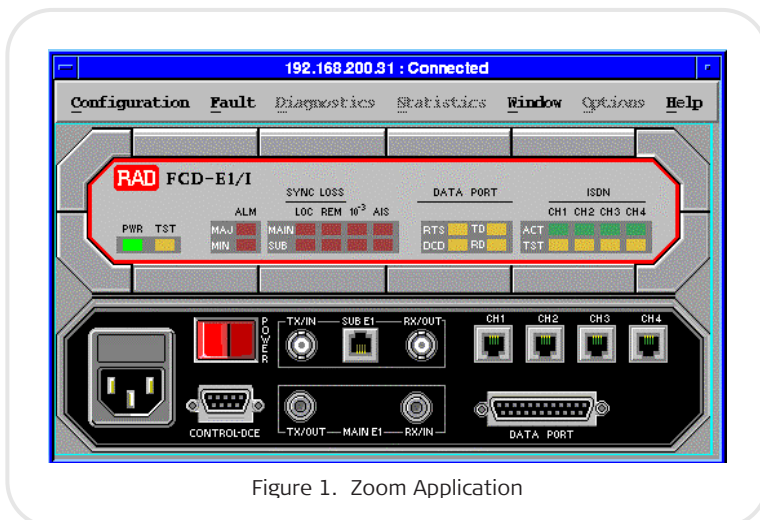 192.168.200.31 : Connected
Configuration Fault Diagnostics Statistics Window Options Help
RAD FCD-E1/I
SYNC LOSS DATA PORT ISDN
ALM LOC REM 10⁻³ AIS CH1 CH2 CH3 CH4
PWR TST MAJ MAIN RTS TD ACT
MIN SUB DCD RD TST
POWER
TX/IN SUB E1 RX/OUT CH1 CH2 CH3 CH4
CONTROL-DCE TX/OUT MAIN E1 RX/IN DATA PORT
Figure 1. Zoom Application